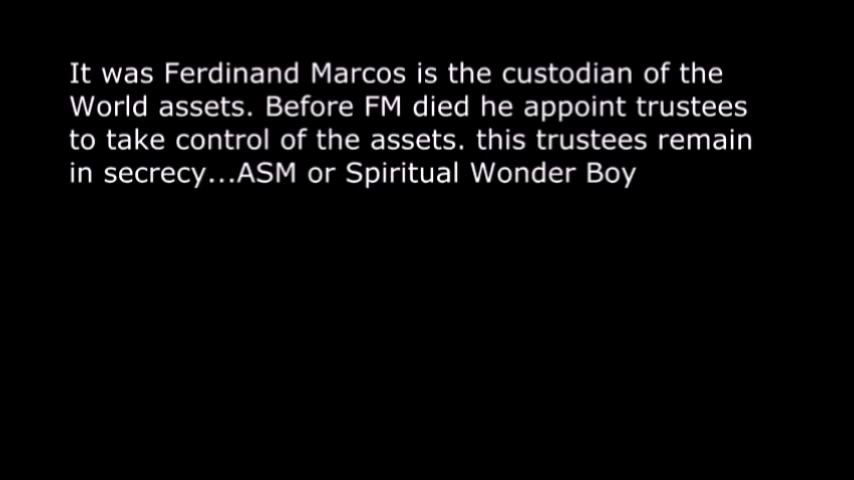 It was Ferdinand Marcos is the custodian of the
World assets. Before FM died he appoint trustees
to take control of the assets. this trustees remain
in secrecy...ASM or Spiritual Wonder Boy